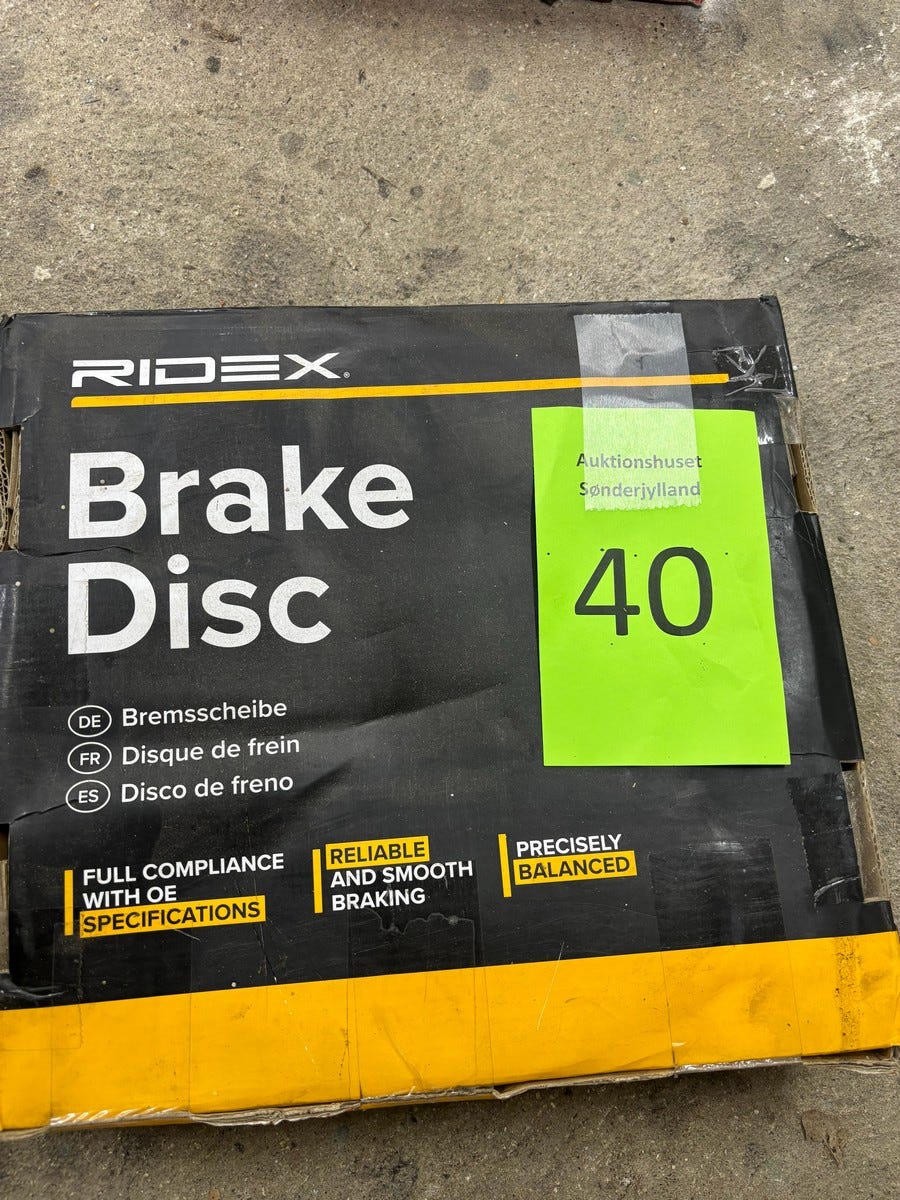 RIDEX®
Brake
Disc
DE Bremsscheibe
FR Disque de frein
ES Disco de freno
FULL COMPLIANCE
WITH OE
SPECIFICATIONS
RELIABLE
AND SMOOTH
BRAKING
PRECISELY
BALANCED
Auktionshuset
Sønderjylland
40